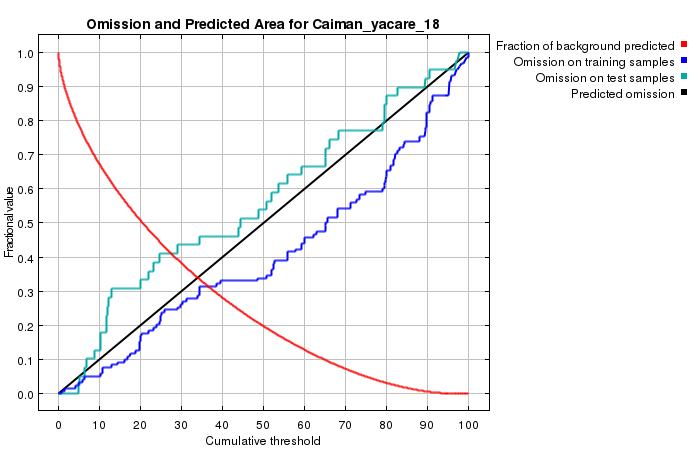 Omission and Predicted Area for Caiman_yacare_18
Fraction of background predicted
Omission on training samples
Omission on test samples
Predicted omission
Fractional value
1.0
0.9
0.8
0.7
0.6
0.5
0.4
0.3
0.2
0.1
0.0
0 10 20 30 40 50 60 70 80 90 100
Cumulative threshold